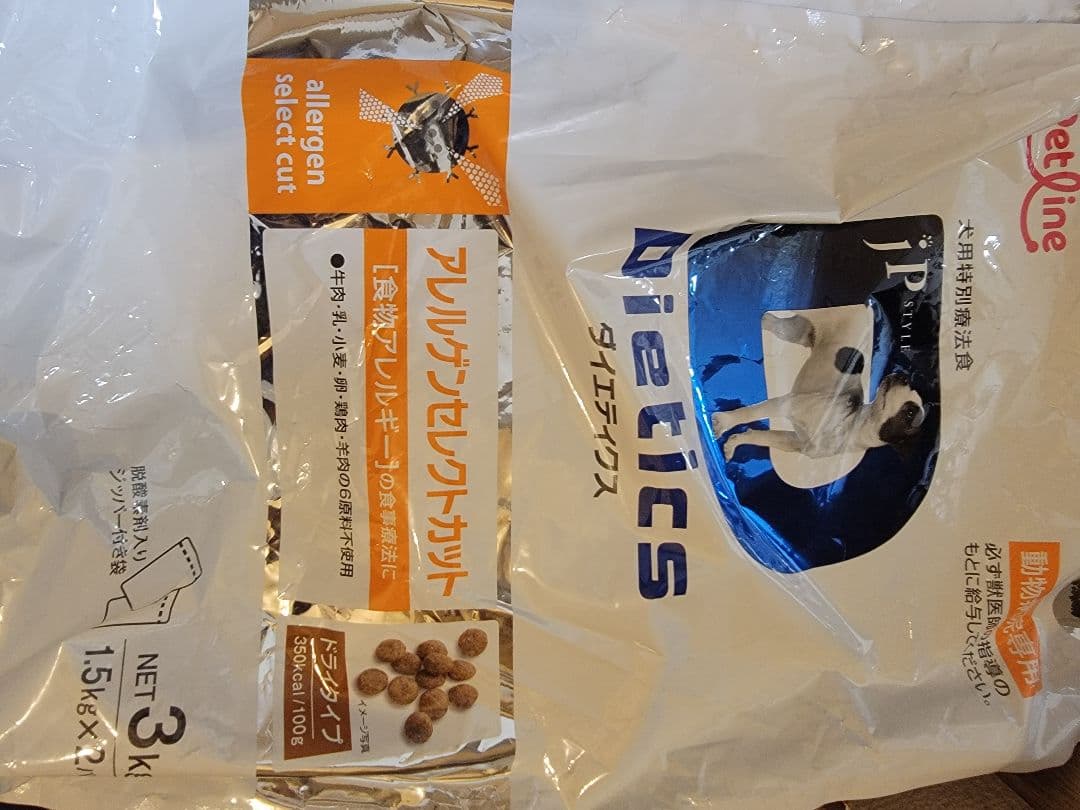 Petline
動物病院専用
必ず獣医師の指導の
もとに給与してください。
犬用特別療法食
JP
STYLE
Dietics
ダイエティクス
allergen
select cut
アレルゲンセレクトカット
[食物アレルギー]の食事療法に
●牛肉・乳・小麦・卵・鶏肉・羊肉の6原料不使用
ドライタイプ
350kcal/100g
イメージ写真
脱酸素剤入り
ジッパー付き袋
NET 3k
1.5kg×2